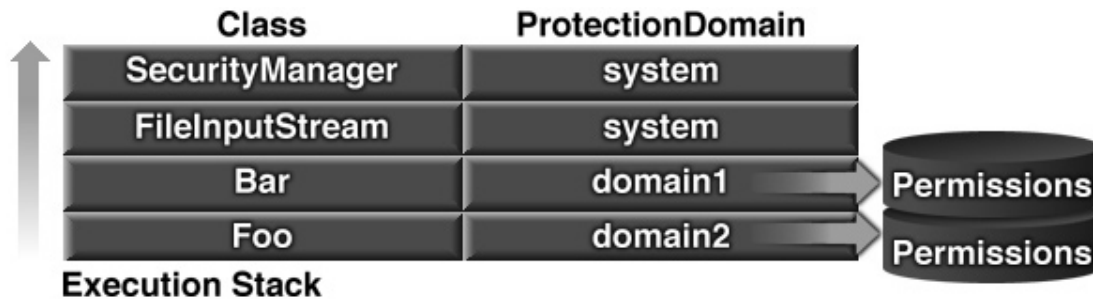 Class ProtectionDomain
SecurityManager system
FileInputStream system
Bar domain1 Permissions
Foo domain2 Permissions
Execution Stack